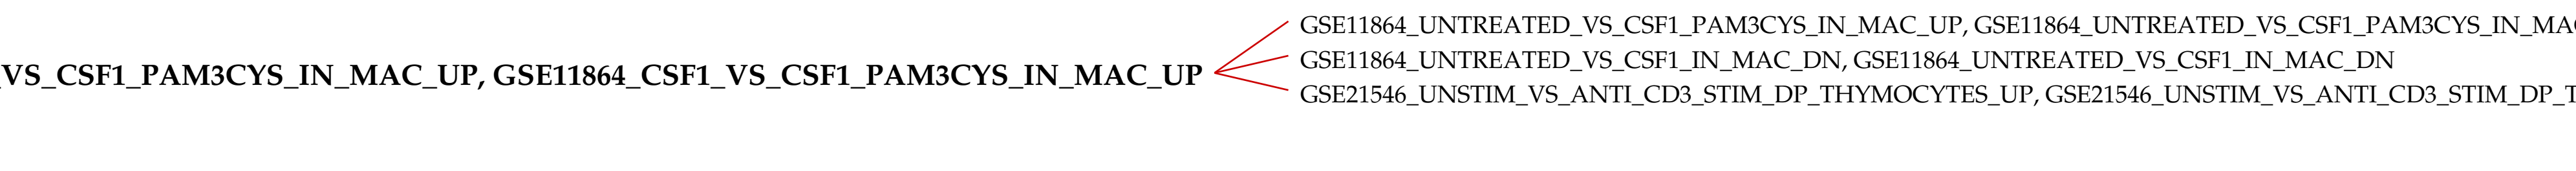 GSE11864_UNTREATED_VS_CSF1_PAM3CYS_IN_MAC_UP, GSE11864_UNTREATED_VS_CSF1_PAM3CYS_IN_MAC
VS_CSF1_PAM3CYS_IN_MAC_UP, GSE11864_CSF1_VS_CSF1_PAM3CYS_IN_MAC_UP
GSE11864_UNTREATED_VS_CSF1_IN_MAC_DN, GSE11864_UNTREATED_VS_CSF1_IN_MAC_DN
GSE21546_UNSTIM_VS_ANTI_CD3_STIM_DP_THYMOCYTES_UP, GSE21546_UNSTIM_VS_ANTI_CD3_STIM_DP_T